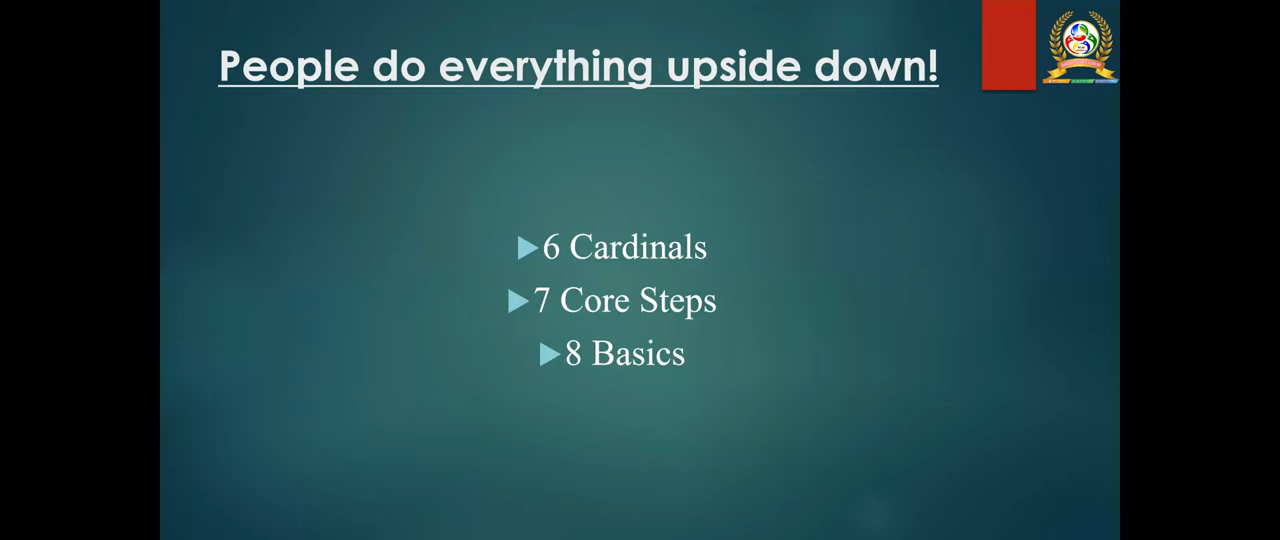 People do everything upside down!
6 Cardinals
7 Core Steps
8 Basics